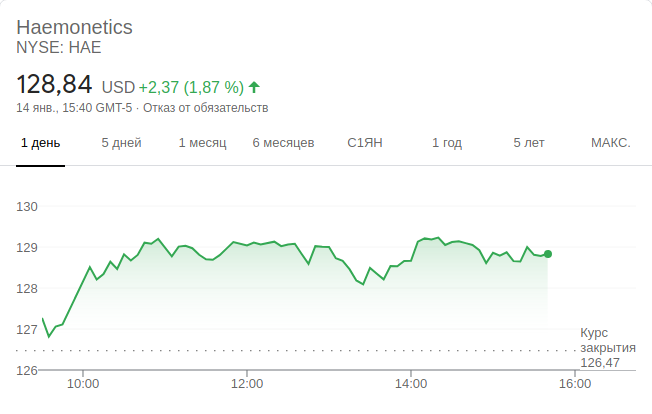 Haemonetics
NYSE: HAE
128,84 USD +2,37 (1,87 %)
14 янв., 15:40 GMT-5 · Отказ от обязательств
1 день 5 дней 1 месяц 6 месяцев С1ЯН 1 год 5 лет МАКС.
130
129
128
127
126
Курс
закрытия
126,47
10:00 12:00 14:00 16:00